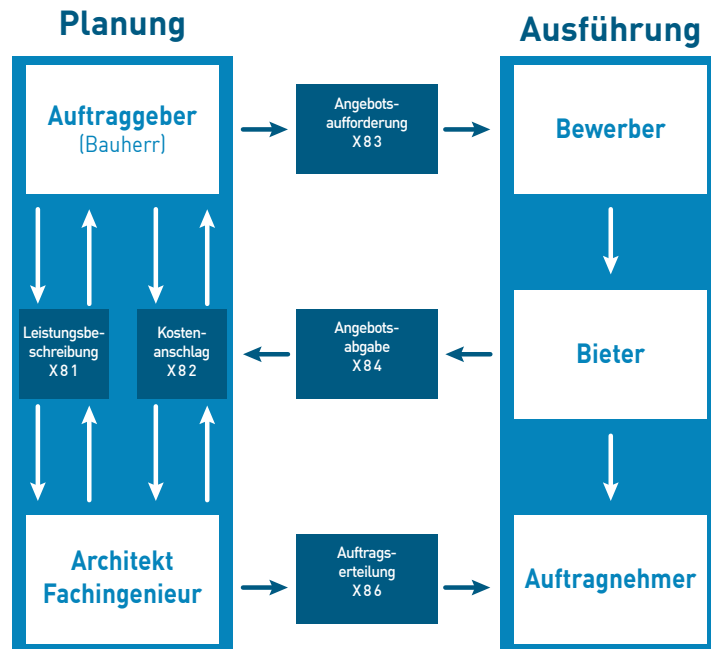 Planung
Ausführung
Auftraggeber
(Bauherr)
Angebots-
aufforderung
X83
Bewerber
Leistungsbe-
schreibung
X81
Kosten-
anschlag
X82
Angebots-
abgabe
X84
Bieter
Architekt
Fachingenieur
Auftrags-
erteilung
X86
Auftragnehmer